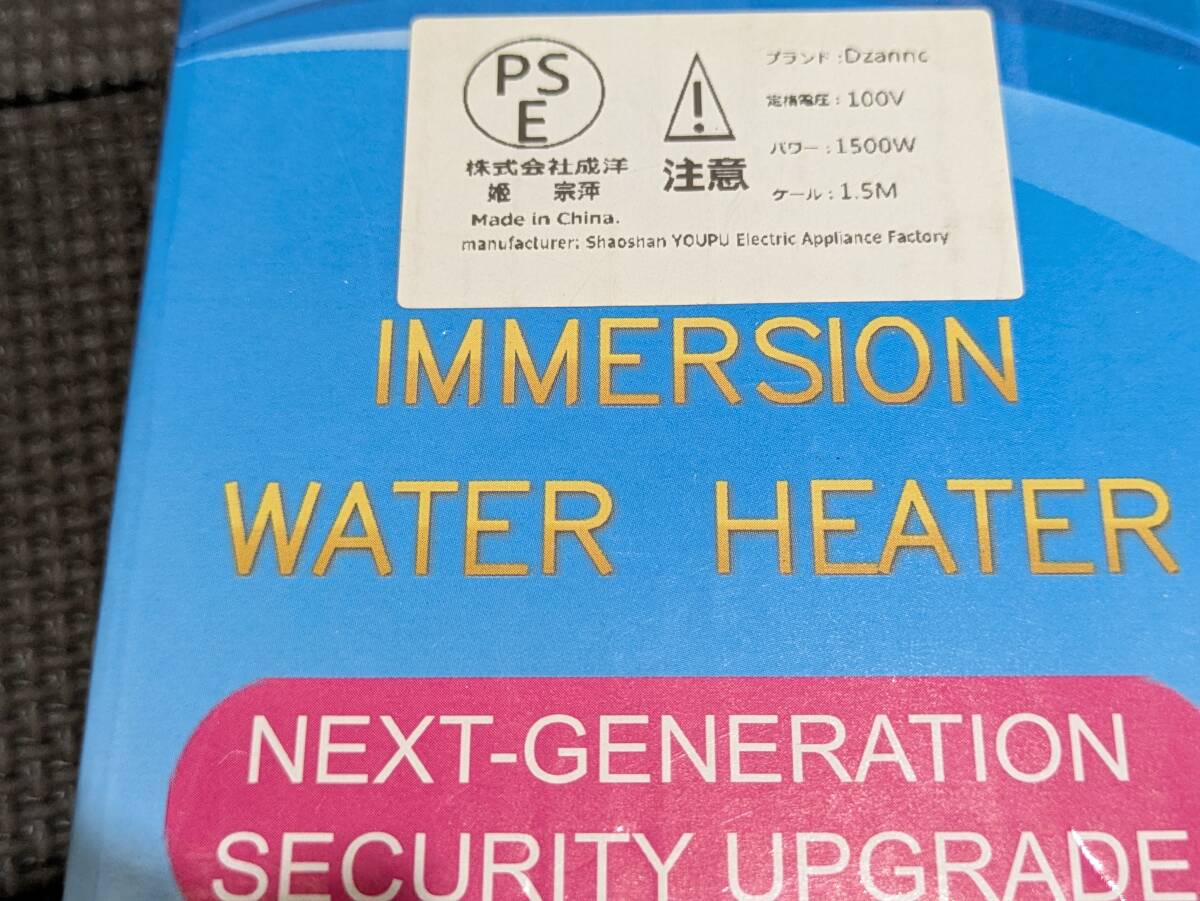 PS
E
株式会社成洋
姫 宗萍
Made in China.
manufacturer: Shaoshan YOUPU Electric Appliance Factory
!
注意
ブランド:Dzannc
定格電圧:100V
パワー:1500W
ケール:1.5M
IMMERSION
WATER HEATER
NEXT-GENERATION
SECURITY UPGRADE